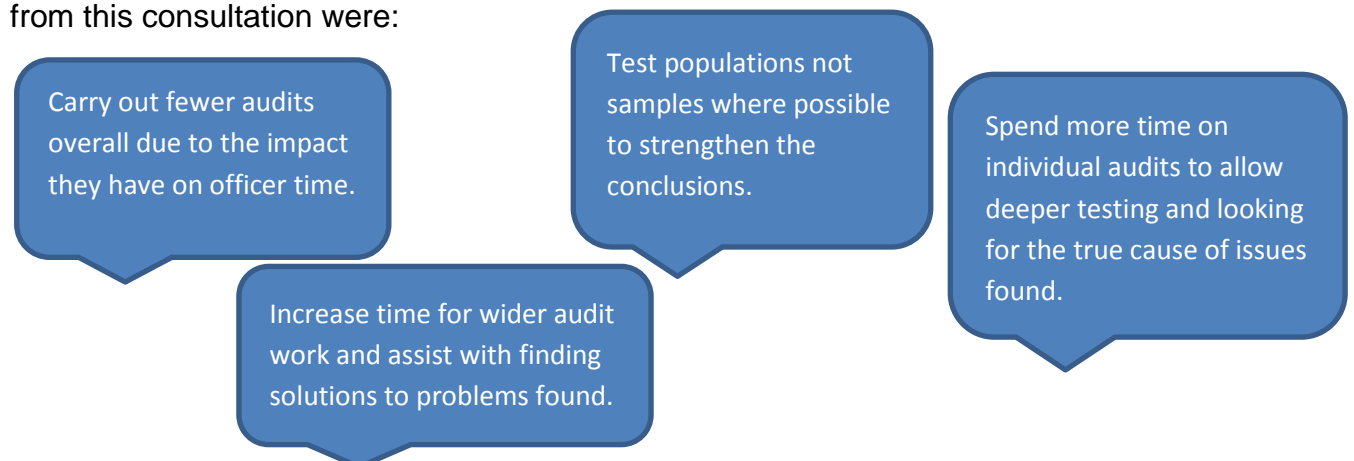 from this consultation were:
Carry out fewer audits
overall due to the impact
they have on officer time.
Test populations not
samples where possible
to strengthen the
conclusions.
Spend more time on
individual audits to allow
deeper testing and looking
for the true cause of issues
found.
Increase time for wider audit
work and assist with finding
solutions to problems found.